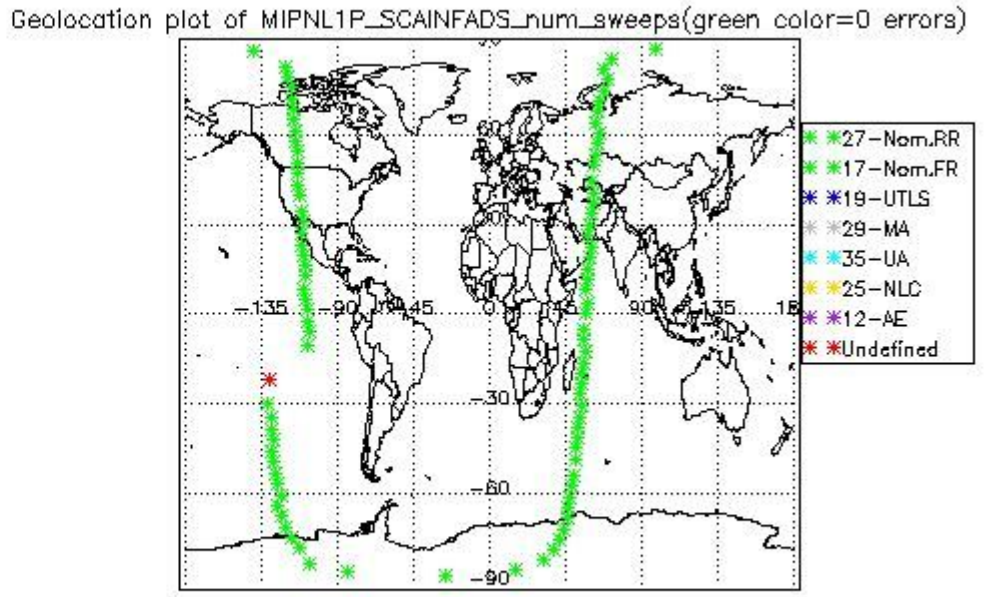 Geolocation plot of MIPNL1P_SCAINFADS_num_sweeps(green color=0 errors)
60
-135 -90 -45 0 45 90 135
-30
-60
-90
27-Nom.RR
17-Nom.FR
19-UTLS
29-MA
35-UA
25-NLC
12-AE
Undefined